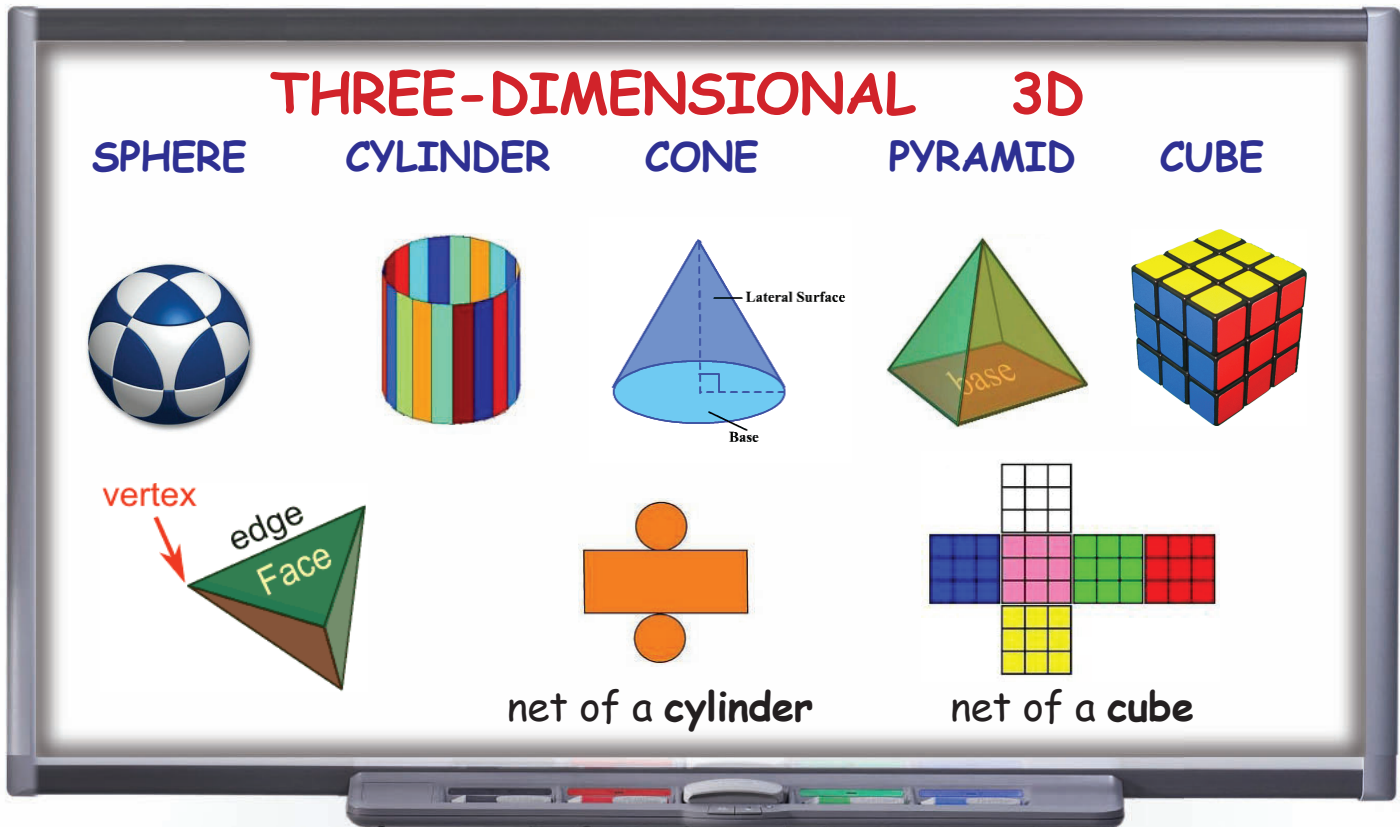 THREE-DIMENSIONAL 3D
SPHERE CYLINDER CONE PYRAMID CUBE
Lateral Surface
base
Base
vertex
edge
Face
net of a cylinder
net of a cube